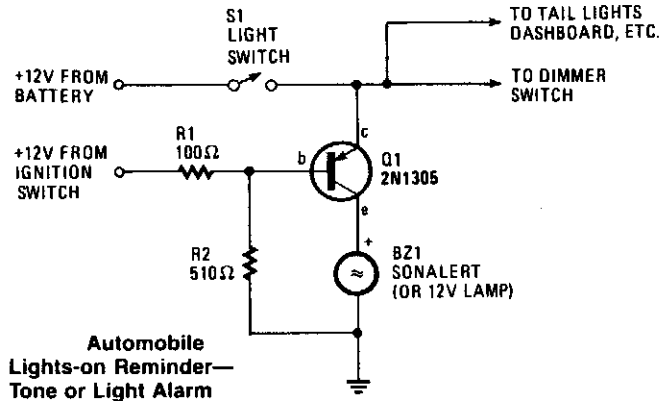 S1
LIGHT
SWITCH
TO TAIL LIGHTS
DASHBOARD, ETC.
+12V FROM
BATTERY
TO DIMMER
SWITCH
+12V FROM
IGNITION
SWITCH
R1
100Ω
b
c
Q1
2N1305
e
R2
510Ω
+
≈
BZ1
SONALERT
(OR 12V LAMP)
Automobile
Lights-on Reminder—
Tone or Light Alarm